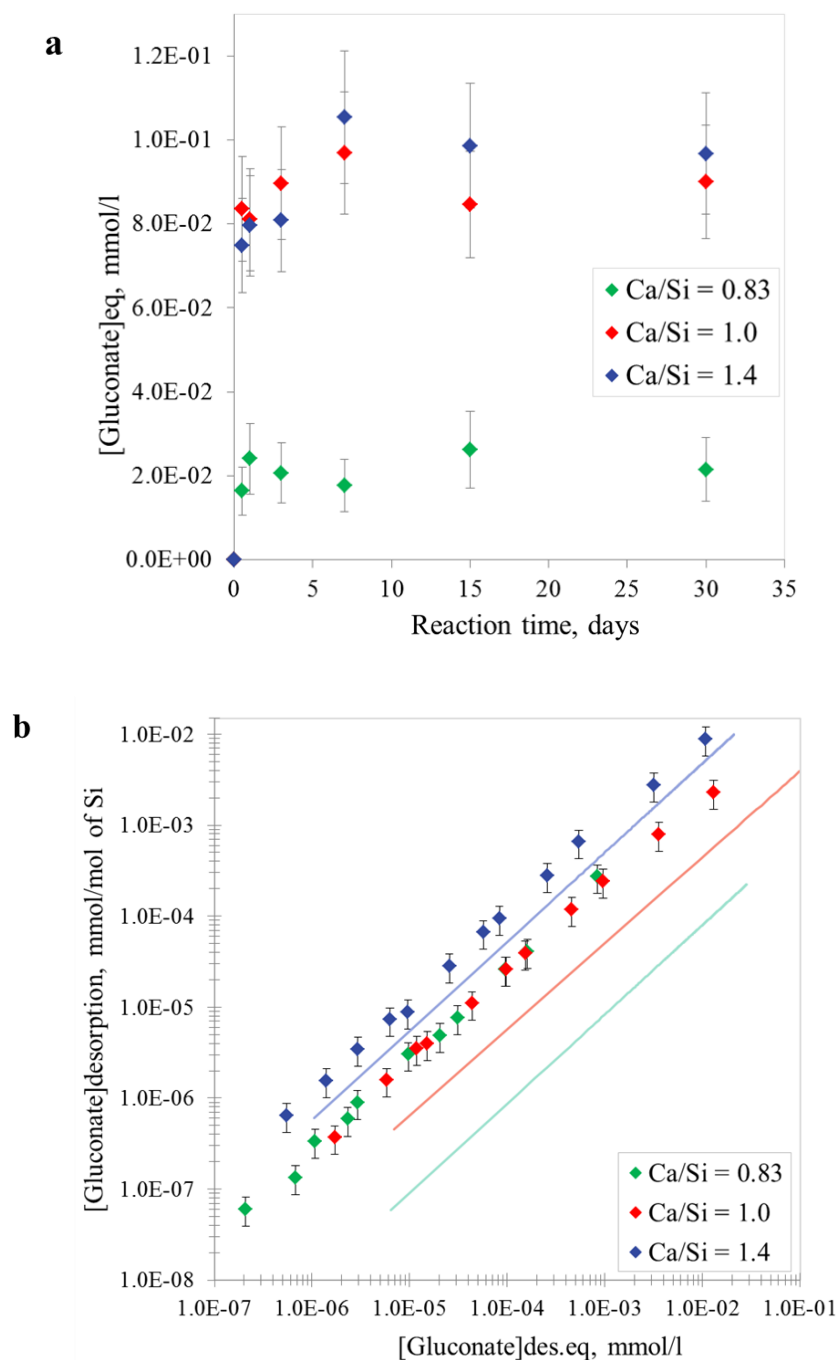 a
[Gluconate]eq, mmol/l
1.2E-01
1.0E-01
8.0E-02
6.0E-02
4.0E-02
2.0E-02
0.0E+00
0 5 10 15 20 25 30 35
Reaction time, days
Ca/Si = 0.83
Ca/Si = 1.0
Ca/Si = 1.4
b
[Gluconate]desorption, mmol/mol of Si
1.0E-02
1.0E-03
1.0E-04
1.0E-05
1.0E-06
1.0E-07
1.0E-08
1.0E-07 1.0E-06 1.0E-05 1.0E-04 1.0E-03 1.0E-02 1.0E-01
[Gluconate]des.eq, mmol/l
Ca/Si = 0.83
Ca/Si = 1.0
Ca/Si = 1.4